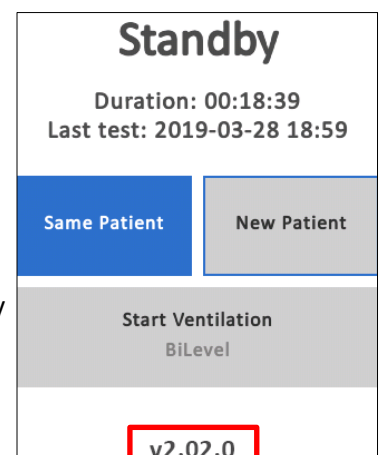 Standby
Duration: 00:18:39
Last test: 2019-03-28 18:59
Same Patient New Patient
Start Ventilation
BiLevel
v2.02.0